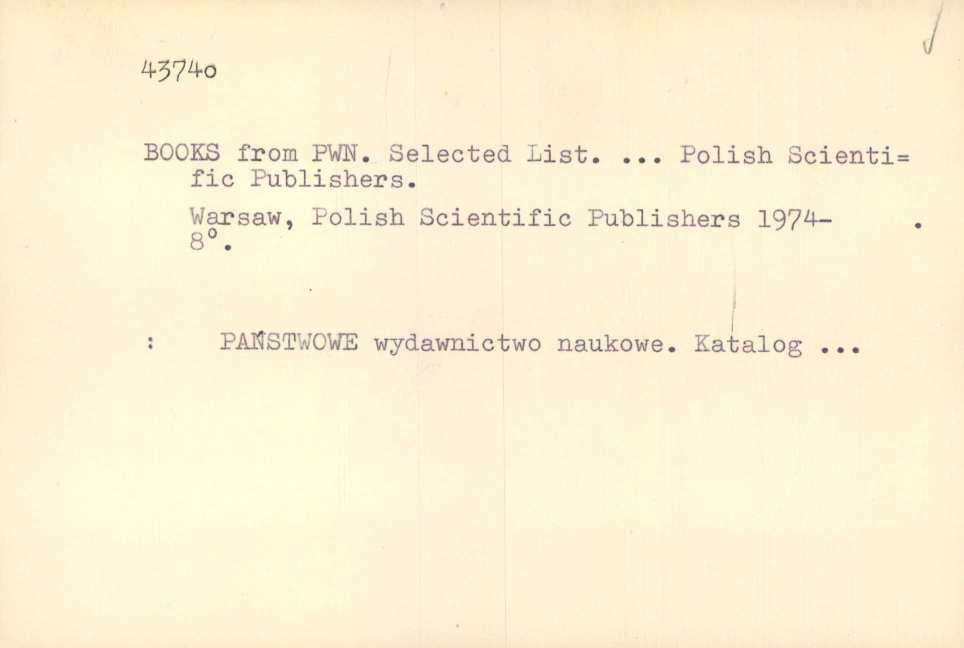 43740
BOOKS from PWN. Selected List. ... Polish Scienti=
fic Publishers.
Warsaw, Polish Scientific Publishers 1974-      .
8°.
:    PAŃSTWOWE wydawnictwo naukowe. Katalog ...